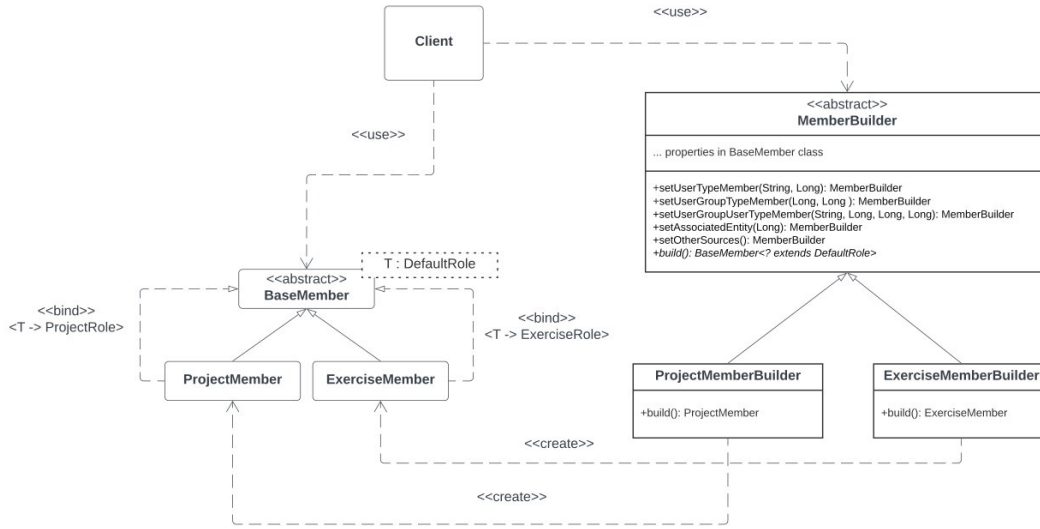 <<use>>
Client
<<abstract>>
MemberBuilder
... properties in BaseMember class
<<use>>
+setUserTypeMember(String, Long): MemberBuilder
+setUserGroupTypeMember(Long, Long ): MemberBuilder
+setUserGroupUserTypeMember(String, Long, Long, Long): MemberBuilder
+setAssociatedEntity(Long): MemberBuilder
+setOtherSources(): MemberBuilder
+build(): BaseMember<? extends DefaultRole>
T : DefaultRole
<<abstract>>
BaseMember
<<bind>>
<T -> ProjectRole>
<<bind>>
<T -> ExerciseRole>
ProjectMember
ExerciseMember
ProjectMemberBuilder
+build(): ProjectMember
ExerciseMemberBuilder
+build(): ExerciseMember
<<create>>
<<create>>